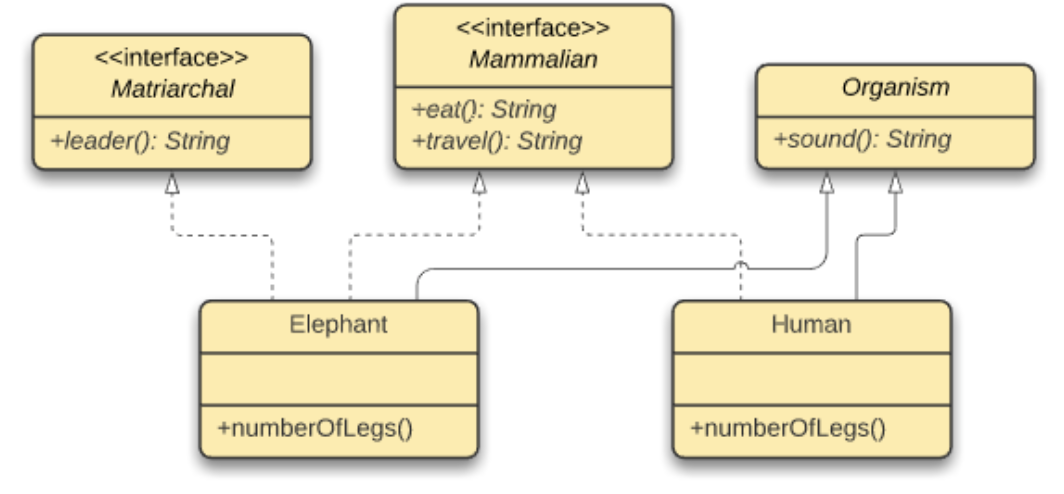 <<interface>>
Matriarchal
+leader(): String
<<interface>>
Mammalian
+eat(): String
+travel(): String
Organism
+sound(): String
Elephant
+numberOfLegs()
Human
+numberOfLegs()